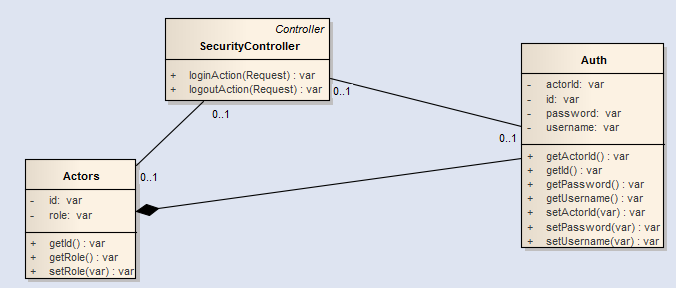 Controller
SecurityController
+ loginAction(Request) : var
+ logoutAction(Request) : var
0..1
0..1
Auth
- actorId: var
- id: var
- password: var
- username: var
+ getActorId() : var
+ getId() : var
+ getPassword() : var
+ getUsername() : var
+ setActorId(var) : var
+ setPassword(var) : var
+ setUsername(var) : var
0..1
0..1
Actors
- id: var
- role: var
+ getId() : var
+ getRole() : var
+ setRole(var) : var